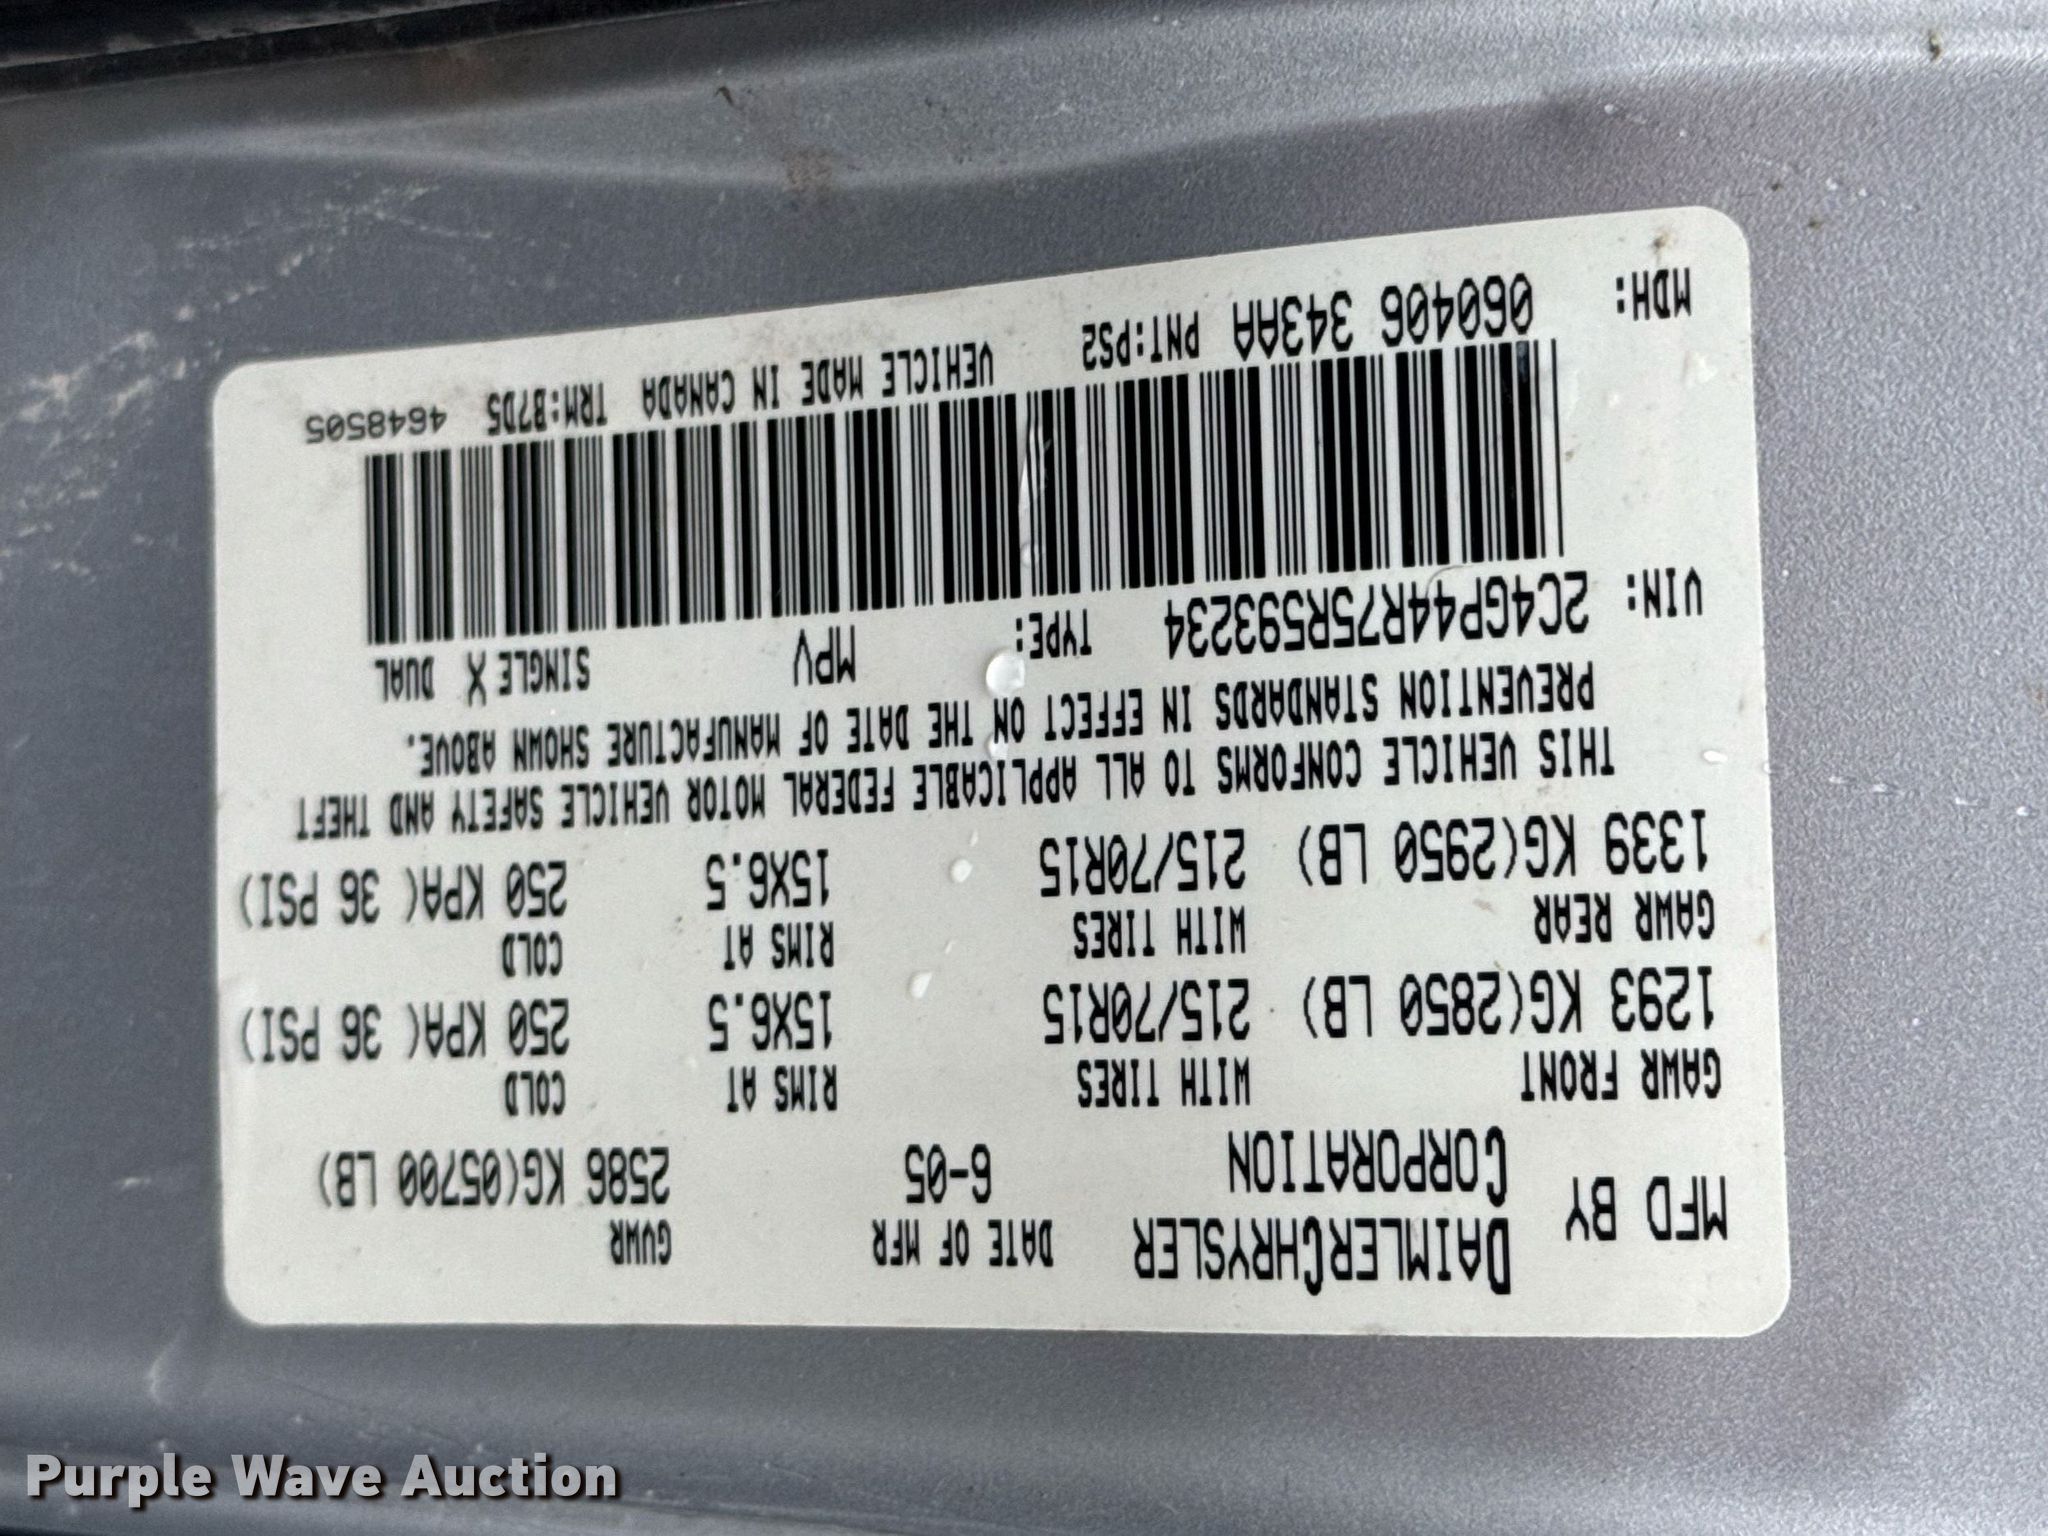 MFD BY DAIMLERCHRYSLER CORPORATION
DATE OF MFR GVWR
6-05 2586 KG(05700 LB)
GAWR FRONT WITH TIRES RIMS AT COLD
1293 KG(2850 LB) 215/70R15 15X6.5 250 KPA( 36 PSI)
GAWR REAR WITH TIRES RIMS AT COLD
1339 KG(2950 LB) 215/70R15 15X6.5 250 KPA( 36 PSI)
THIS VEHICLE CONFORMS TO ALL APPLICABLE FEDERAL MOTOR VEHICLE SAFETY AND THEFT
PREVENTION STANDARDS IN EFFECT ON THE DATE OF MANUFACTURE SHOWN ABOVE.
VIN: 2C4GP44R75R593234 TYPE: MPV SINGLE X DUAL
MDH: 060406 343AA PNT:PS2 VEHICLE MADE IN CANADA TRM:B7D5 4648505
Purple Wave Auction